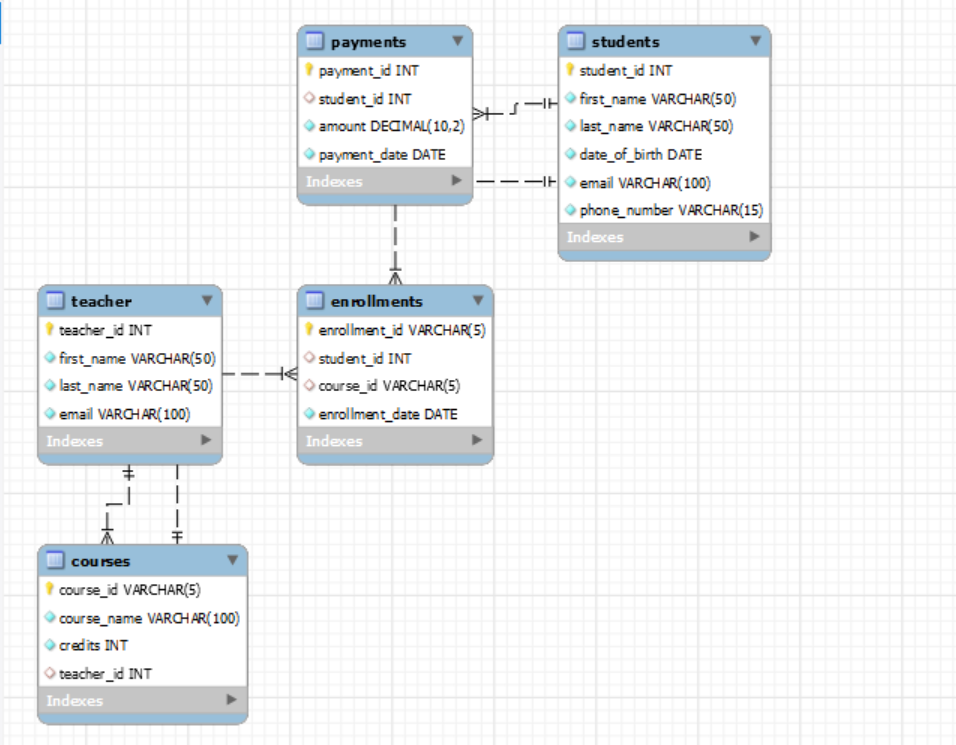 payments
payment_id INT
student_id INT
amount DECIMAL(10,2)
payment_date DATE
Indexes
students
student_id INT
first_name VARCHAR(50)
last_name VARCHAR(50)
date_of_birth DATE
email VARCHAR(100)
phone_number VARCHAR(15)
Indexes
teacher
teacher_id INT
first_name VARCHAR(50)
last_name VARCHAR(50)
email VARCHAR(100)
Indexes
enrollments
enrollment_id VARCHAR(5)
student_id INT
course_id VARCHAR(5)
enrollment_date DATE
Indexes
courses
course_id VARCHAR(5)
course_name VARCHAR(100)
credits INT
teacher_id INT
Indexes